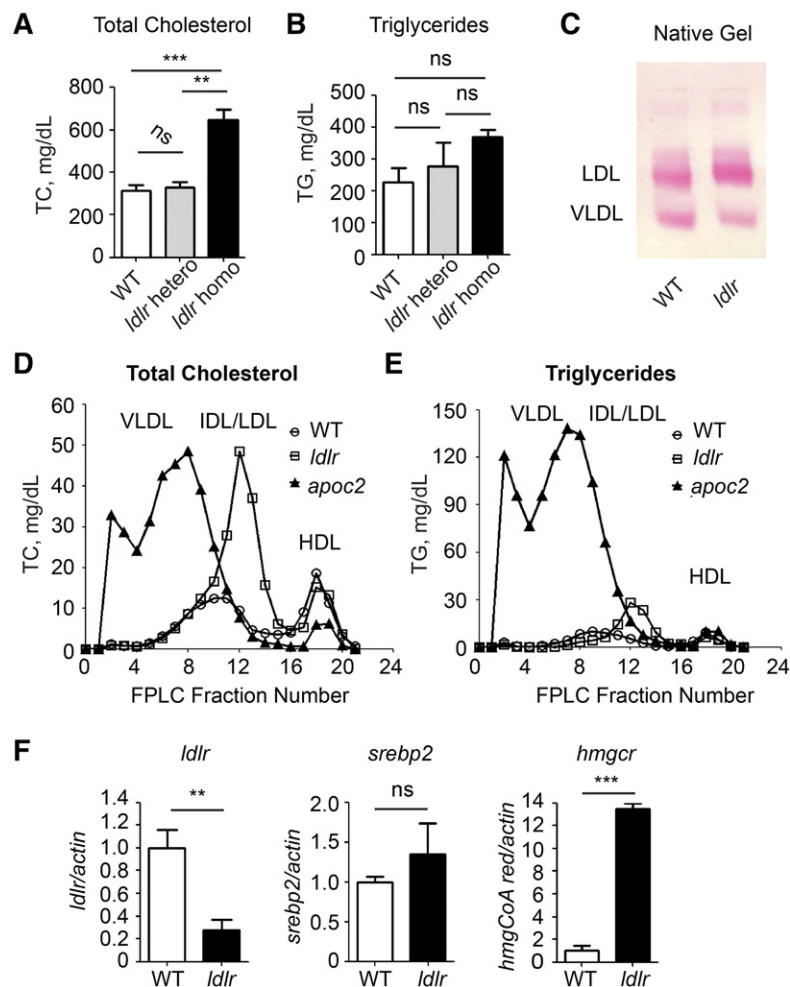 A Total Cholesterol
***
**
ns
TC, mg/dL
800
600
400
200
0
WT
ldlr hetero
ldlr homo
B Triglycerides
ns
ns
ns
TG, mg/dL
500
400
300
200
100
0
WT
ldlr hetero
ldlr homo
C
Native Gel
LDL
VLDL
WT
ldlr
D
Total Cholesterol
VLDL IDL/LDL
WT
ldlr
apoc2
HDL
TC, mg/dL
60
50
40
30
20
10
0
0 4 8 12 16 20 24
FPLC Fraction Number
E
Triglycerides
VLDL IDL/LDL
WT
ldlr
apoc2
HDL
TG, mg/dL
150
120
90
60
30
0
0 4 8 12 16 20 24
FPLC Fraction Number
F
ldlr
**
ldlr/actin
1.4
1.2
1.0
0.8
0.6
0.4
0.2
0
WT ldlr
srebp2
ns
srebp2/actin
2.0
1.5
1.0
0.5
0
WT ldlr
hmgcr
***
hmgCoA red/actin
14
12
10
8
6
4
2
0
WT ldlr